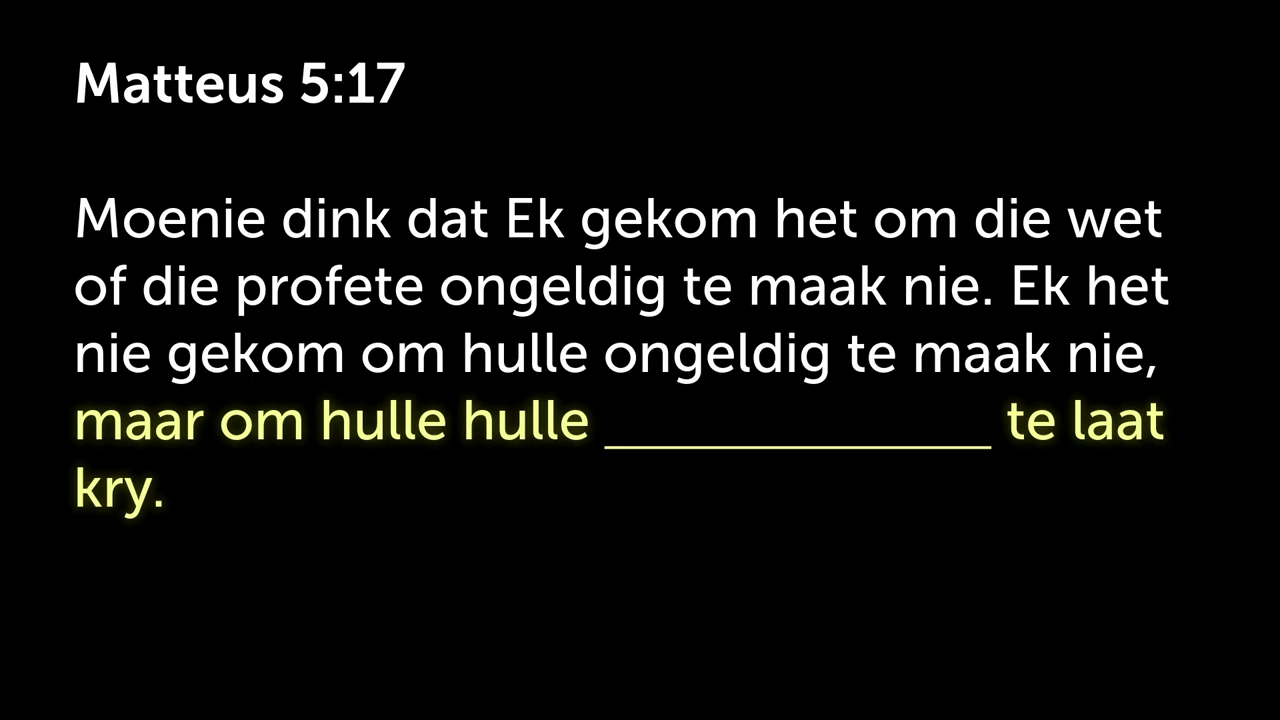 Matteus 5:17
Moenie dink dat Ek gekom het om die wet
of die profete ongeldig te maak nie. Ek het
nie gekom om hulle ongeldig te maak nie,
maar om hulle hulle ______________ te laat
kry.